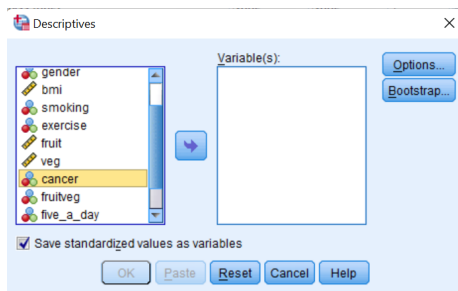 Descriptives
Variable(s):
gender
bmi
smoking
exercise
fruit
veg
cancer
fruitveg
five_a_day
Options...
Bootstrap...
Save standardized values as variables
OK Paste Reset Cancel Help